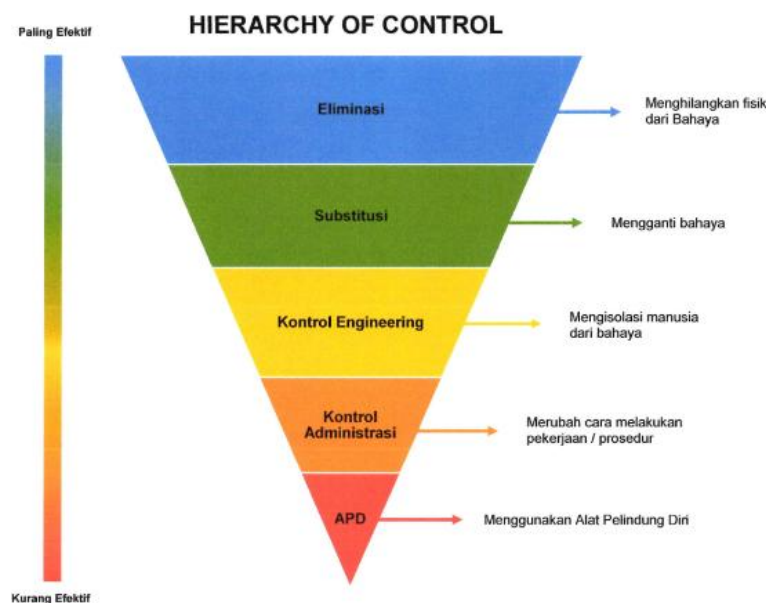 HIERARCHY OF CONTROL
Paling Efektif
Eliminasi
Menghilangkan fisik
dari Bahaya
Substitusi
Mengganti bahaya
Kontrol Engineering
Mengisolasi manusia
dari bahaya
Kontrol
Administrasi
Merubah cara melakukan
pekerjaan / prosedur
APD
Menggunakan Alat Pelindung Diri
Kurang Efektif